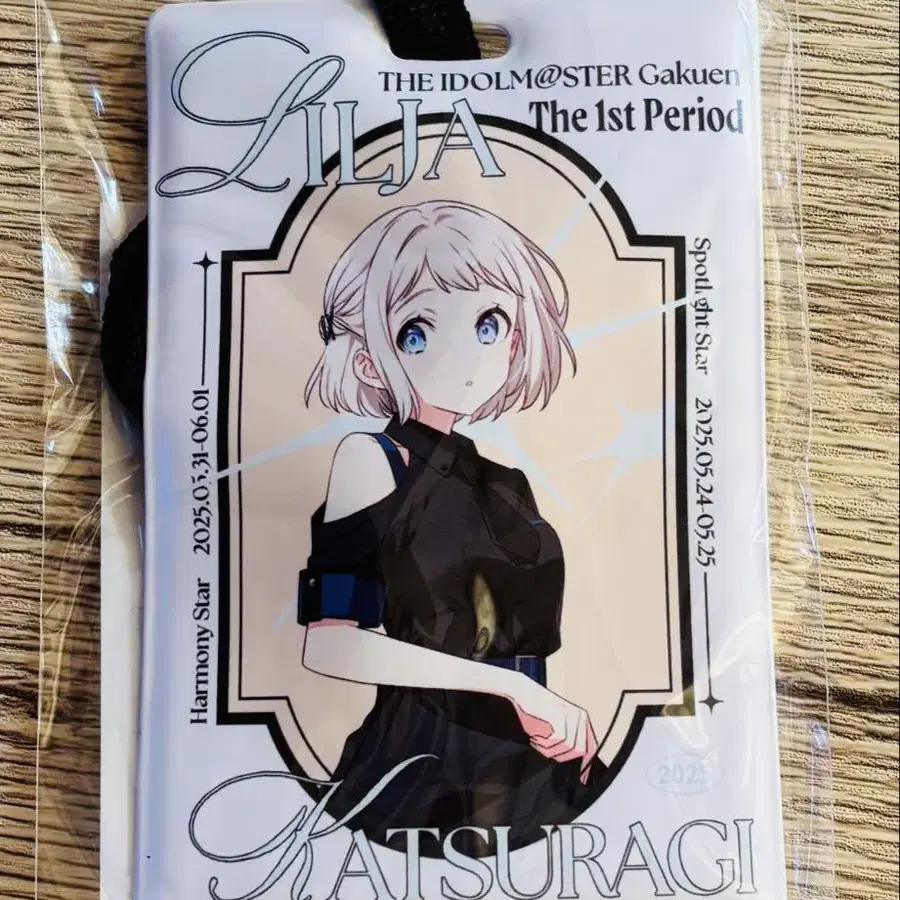 THE IDOLM@STER Gakuen
LILJA
The 1st Period
Spotlight Star 2025.05.24-05.25
Harmony Star 2025.05.31-06.01
2025
KATSURAGI